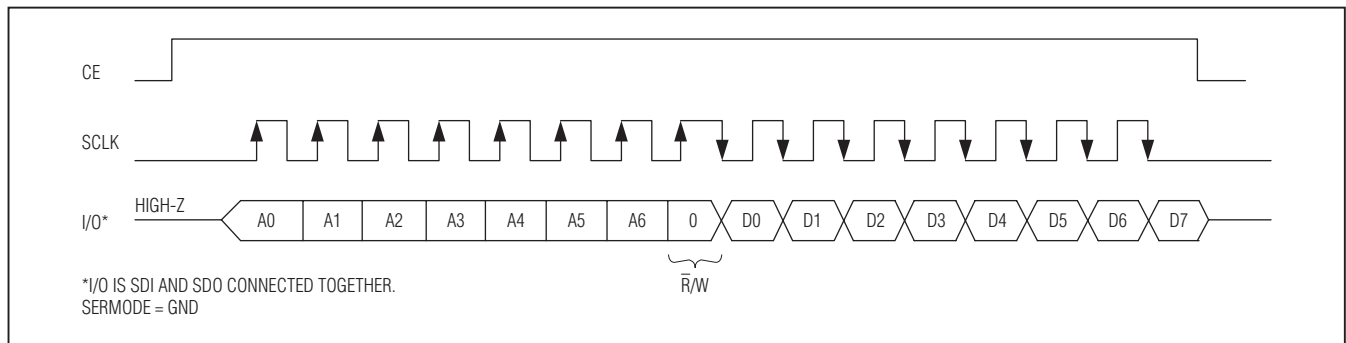 CE
SCLK
I/O* HIGH-Z A0 A1 A2 A3 A4 A5 A6 0 D0 D1 D2 D3 D4 D5 D6 D7
R̅/W
*I/O IS SDI AND SDO CONNECTED TOGETHER.
SERMODE = GND